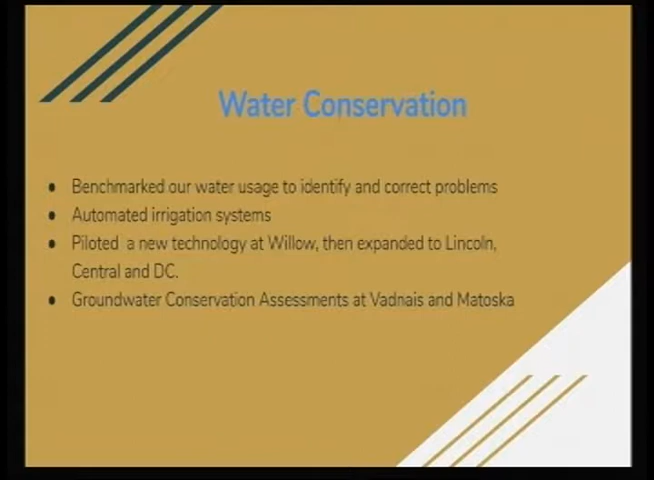 Water Conservation
● Benchmarked our water usage to identify and correct problems
● Automated irrigation systems
● Piloted a new technology at Willow, then expanded to Lincoln,
Central and DC.
● Groundwater Conservation Assessments at Vadnais and Matoska